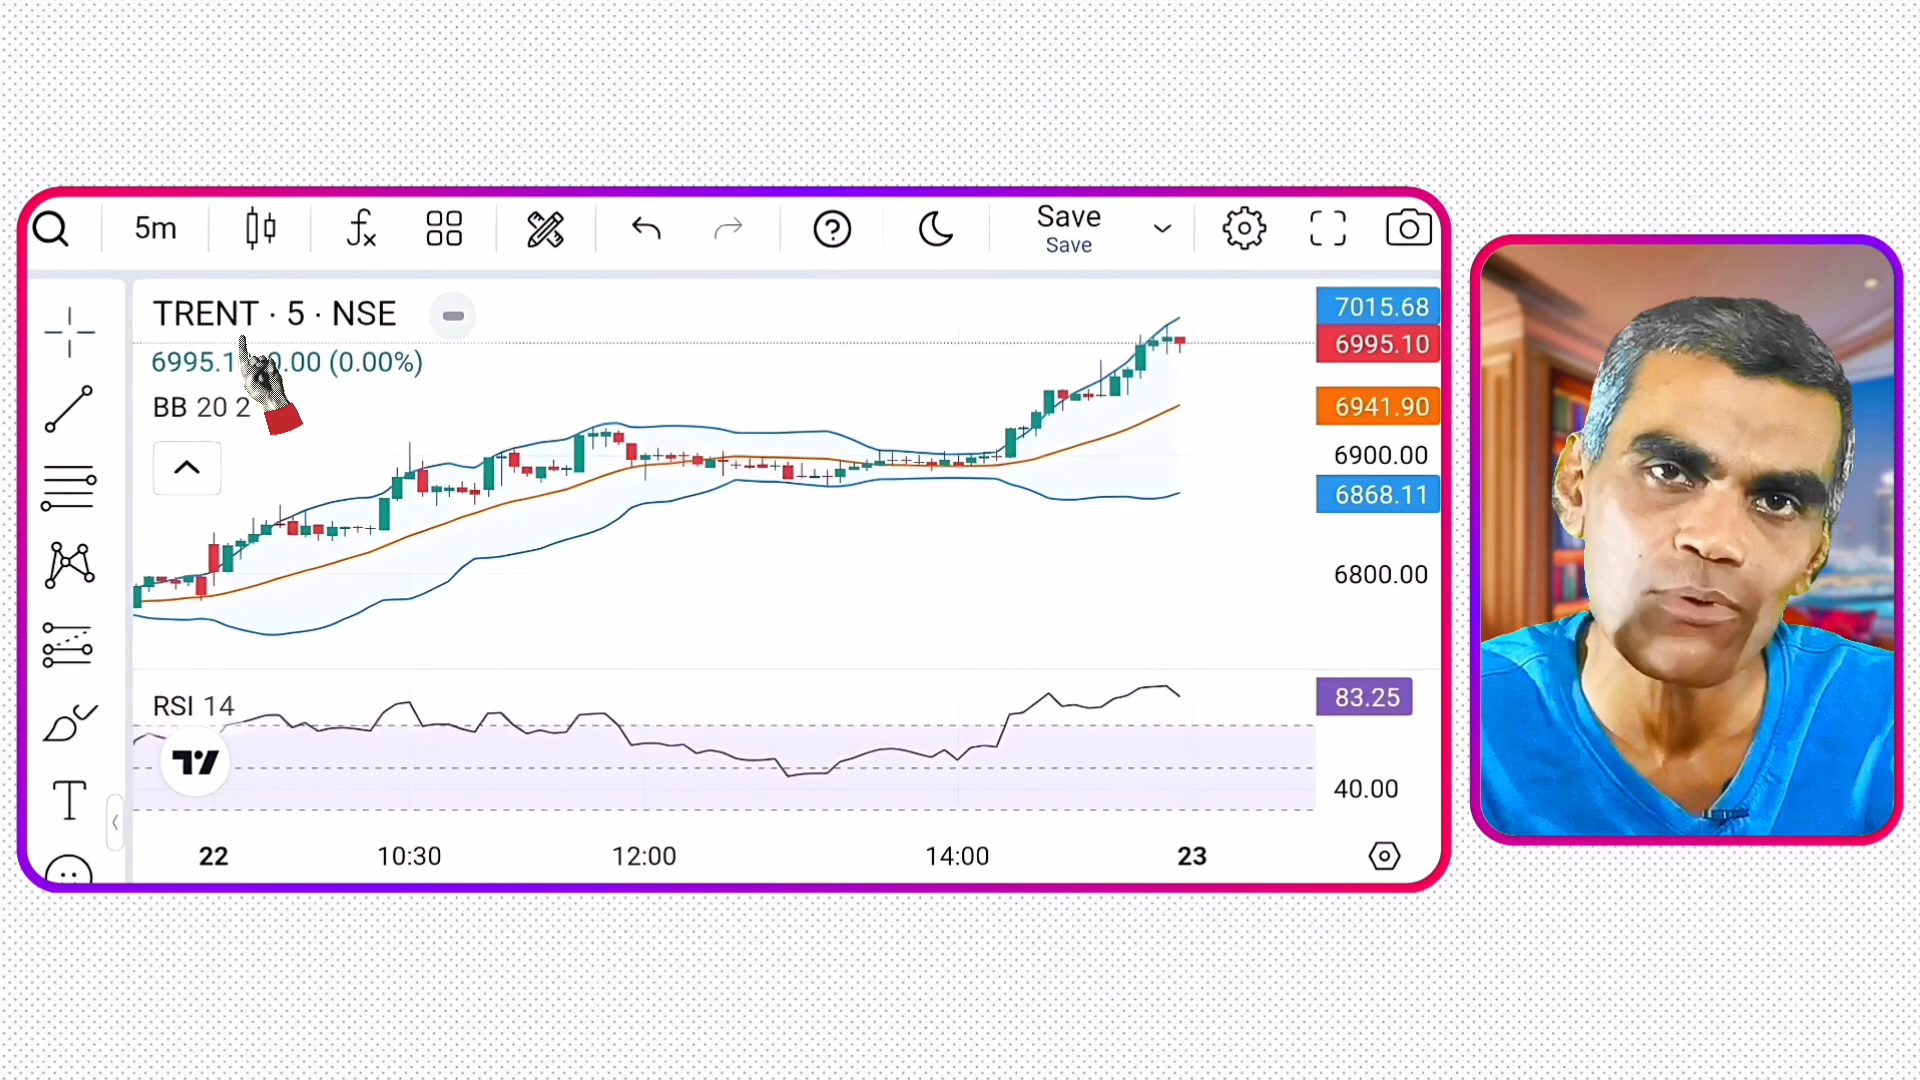 5m
Save
Save
TRENT · 5 · NSE
6995.1 0.00 (0.00%)
BB 20 2
7015.68
6995.10
6941.90
6900.00
6868.11
6800.00
RSI 14
83.25
40.00
22 10:30 12:00 14:00 23